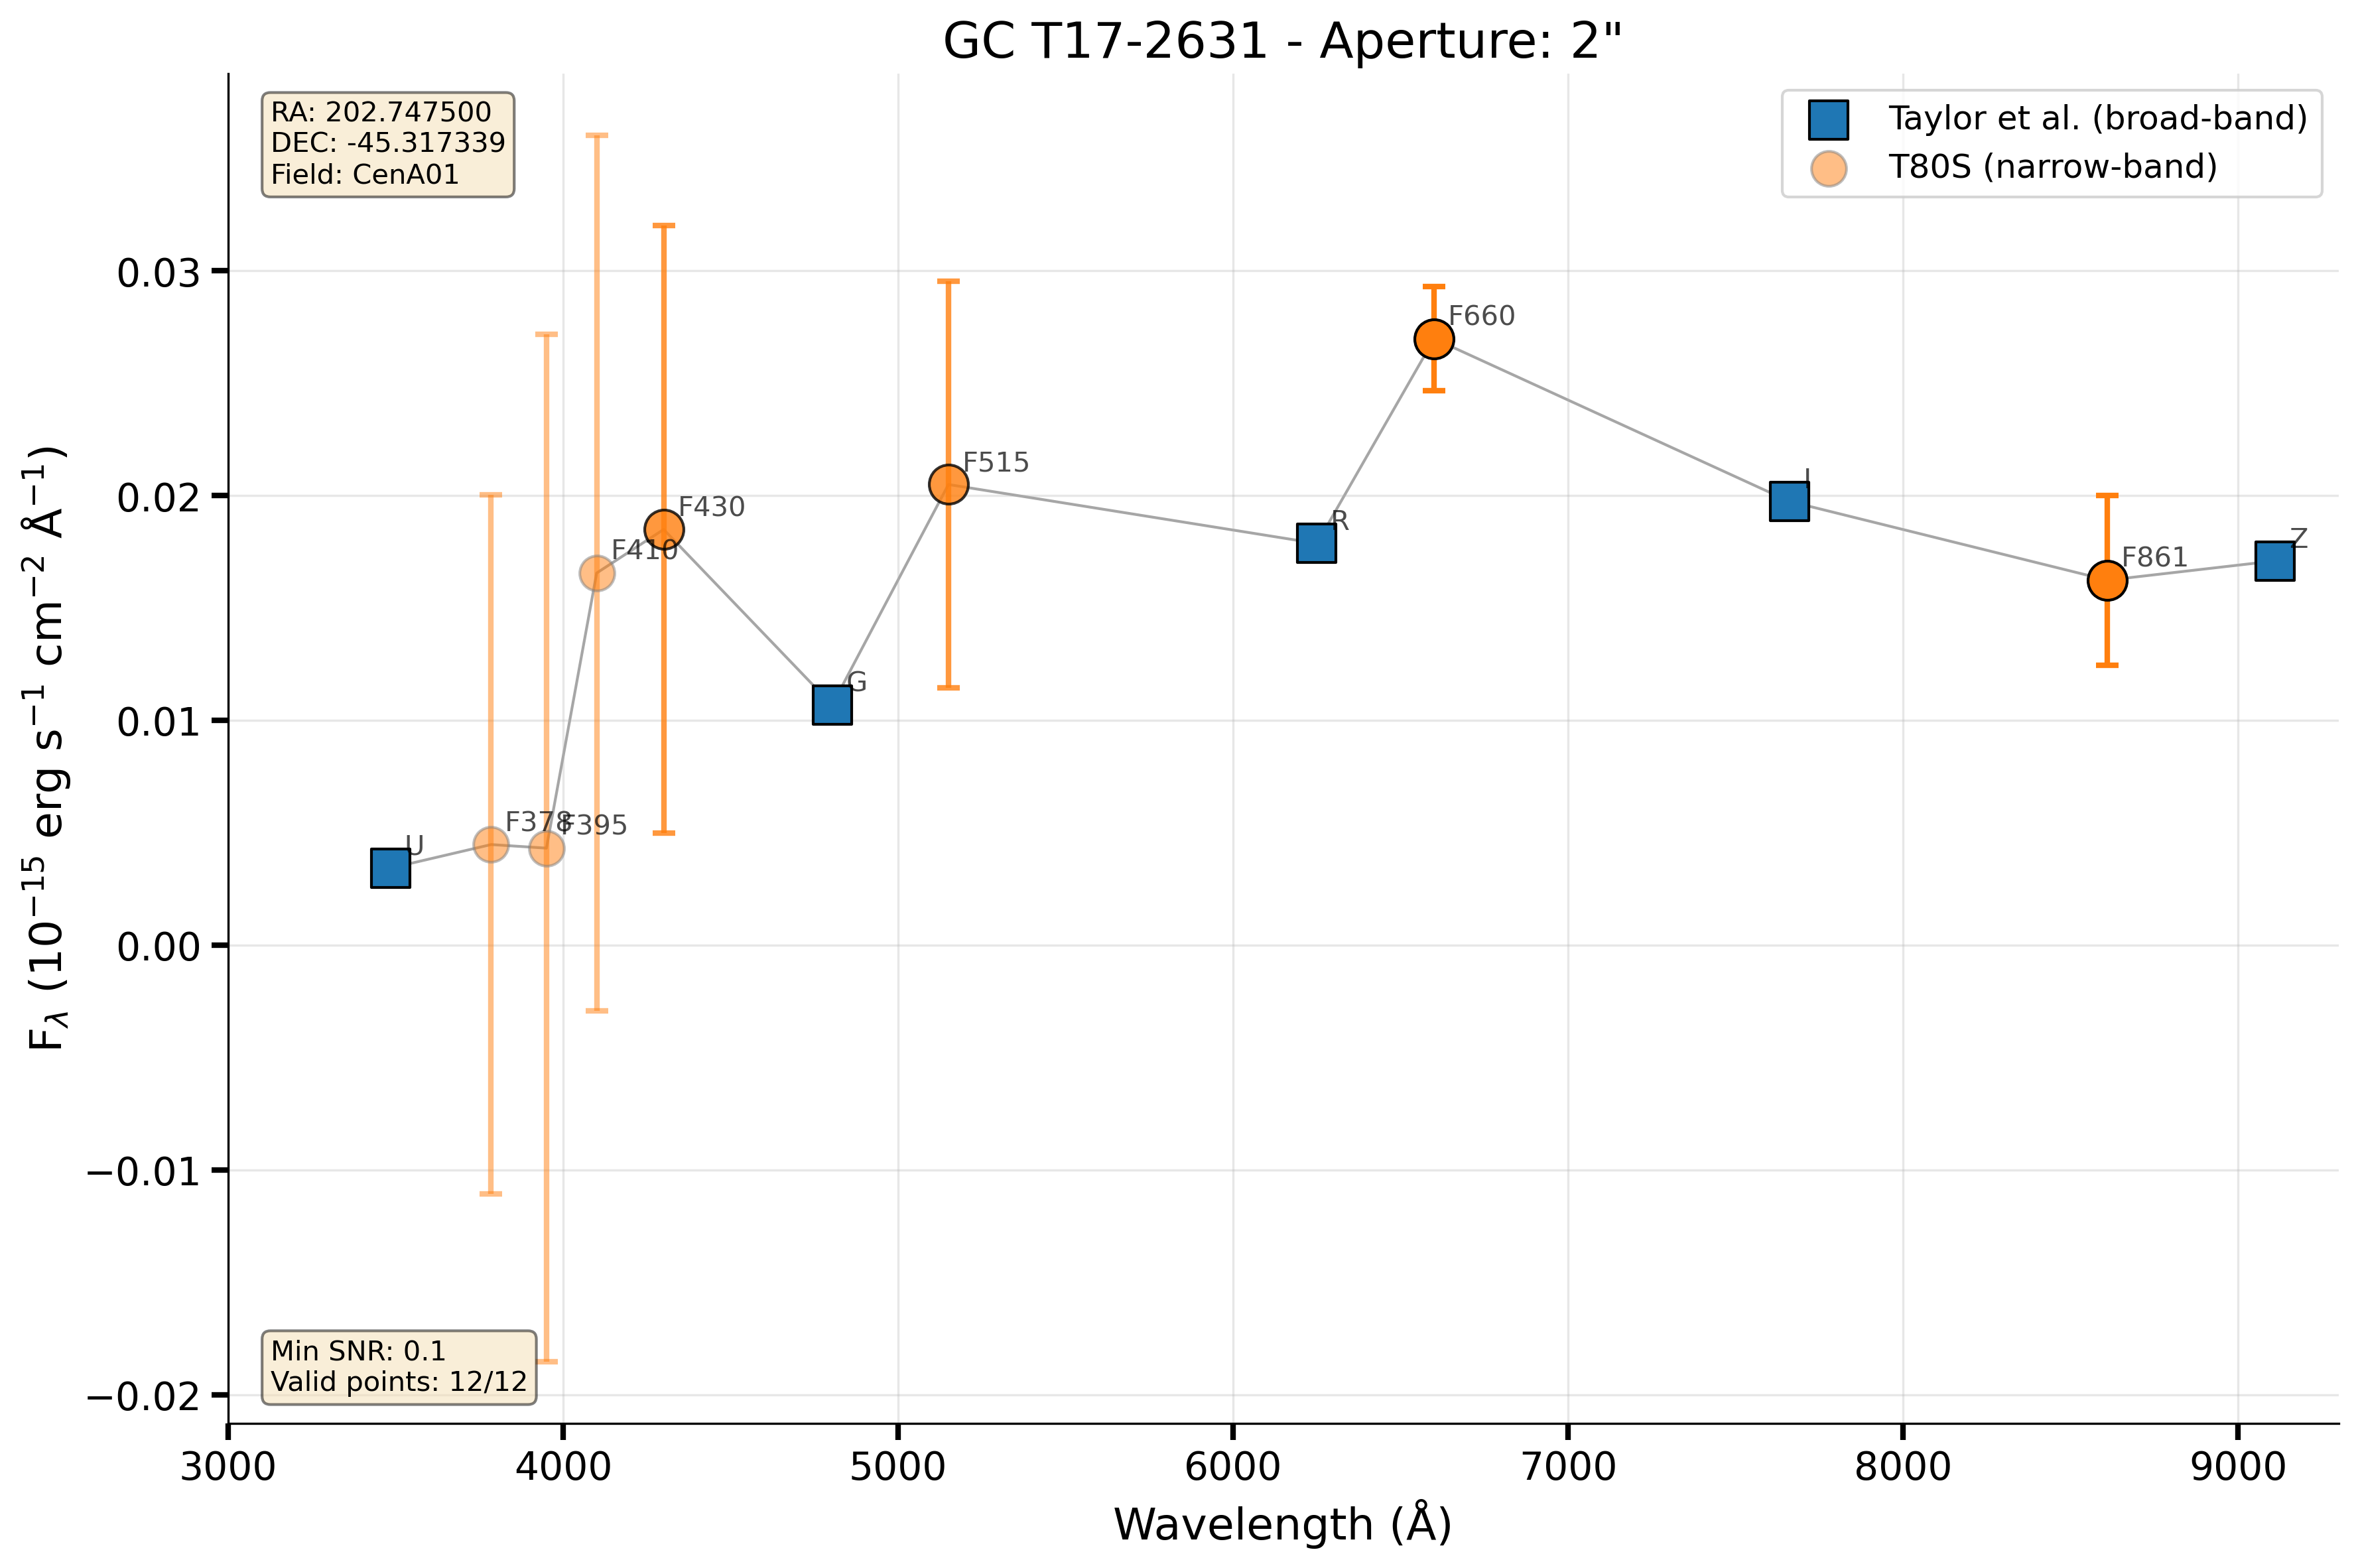 GC T17-2631 - Aperture: 2"
RA: 202.747500
DEC: -45.317339
Field: CenA01
Taylor et al. (broad-band)
T80S (narrow-band)
F660
F515
F430
F410
R
I
Z
F861
G
U
F378
F395
Min SNR: 0.1
Valid points: 12/12
0.03
0.02
0.01
0.00
−0.01
−0.02
3000 4000 5000 6000 7000 8000 9000
Wavelength (Å)
F_λ (10⁻¹⁵ erg s⁻¹ cm⁻² Å⁻¹)